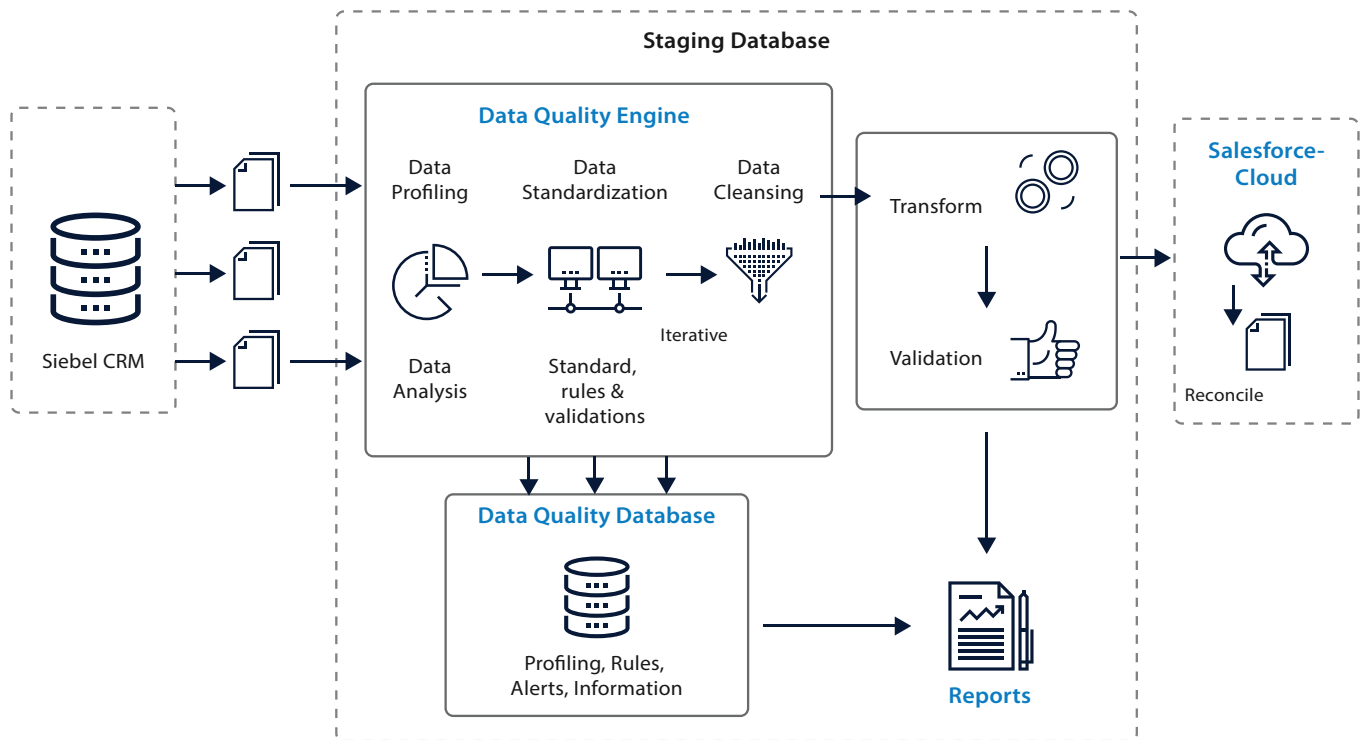 Staging Database
Siebel CRM
Data Quality Engine
Data
Profiling
Data
Standardization
Data
Cleansing
Iterative
Data
Analysis
Standard,
rules &
validations
Transform
Validation
Salesforce-
Cloud
Reconcile
Data Quality Database
Profiling, Rules,
Alerts, Information
Reports